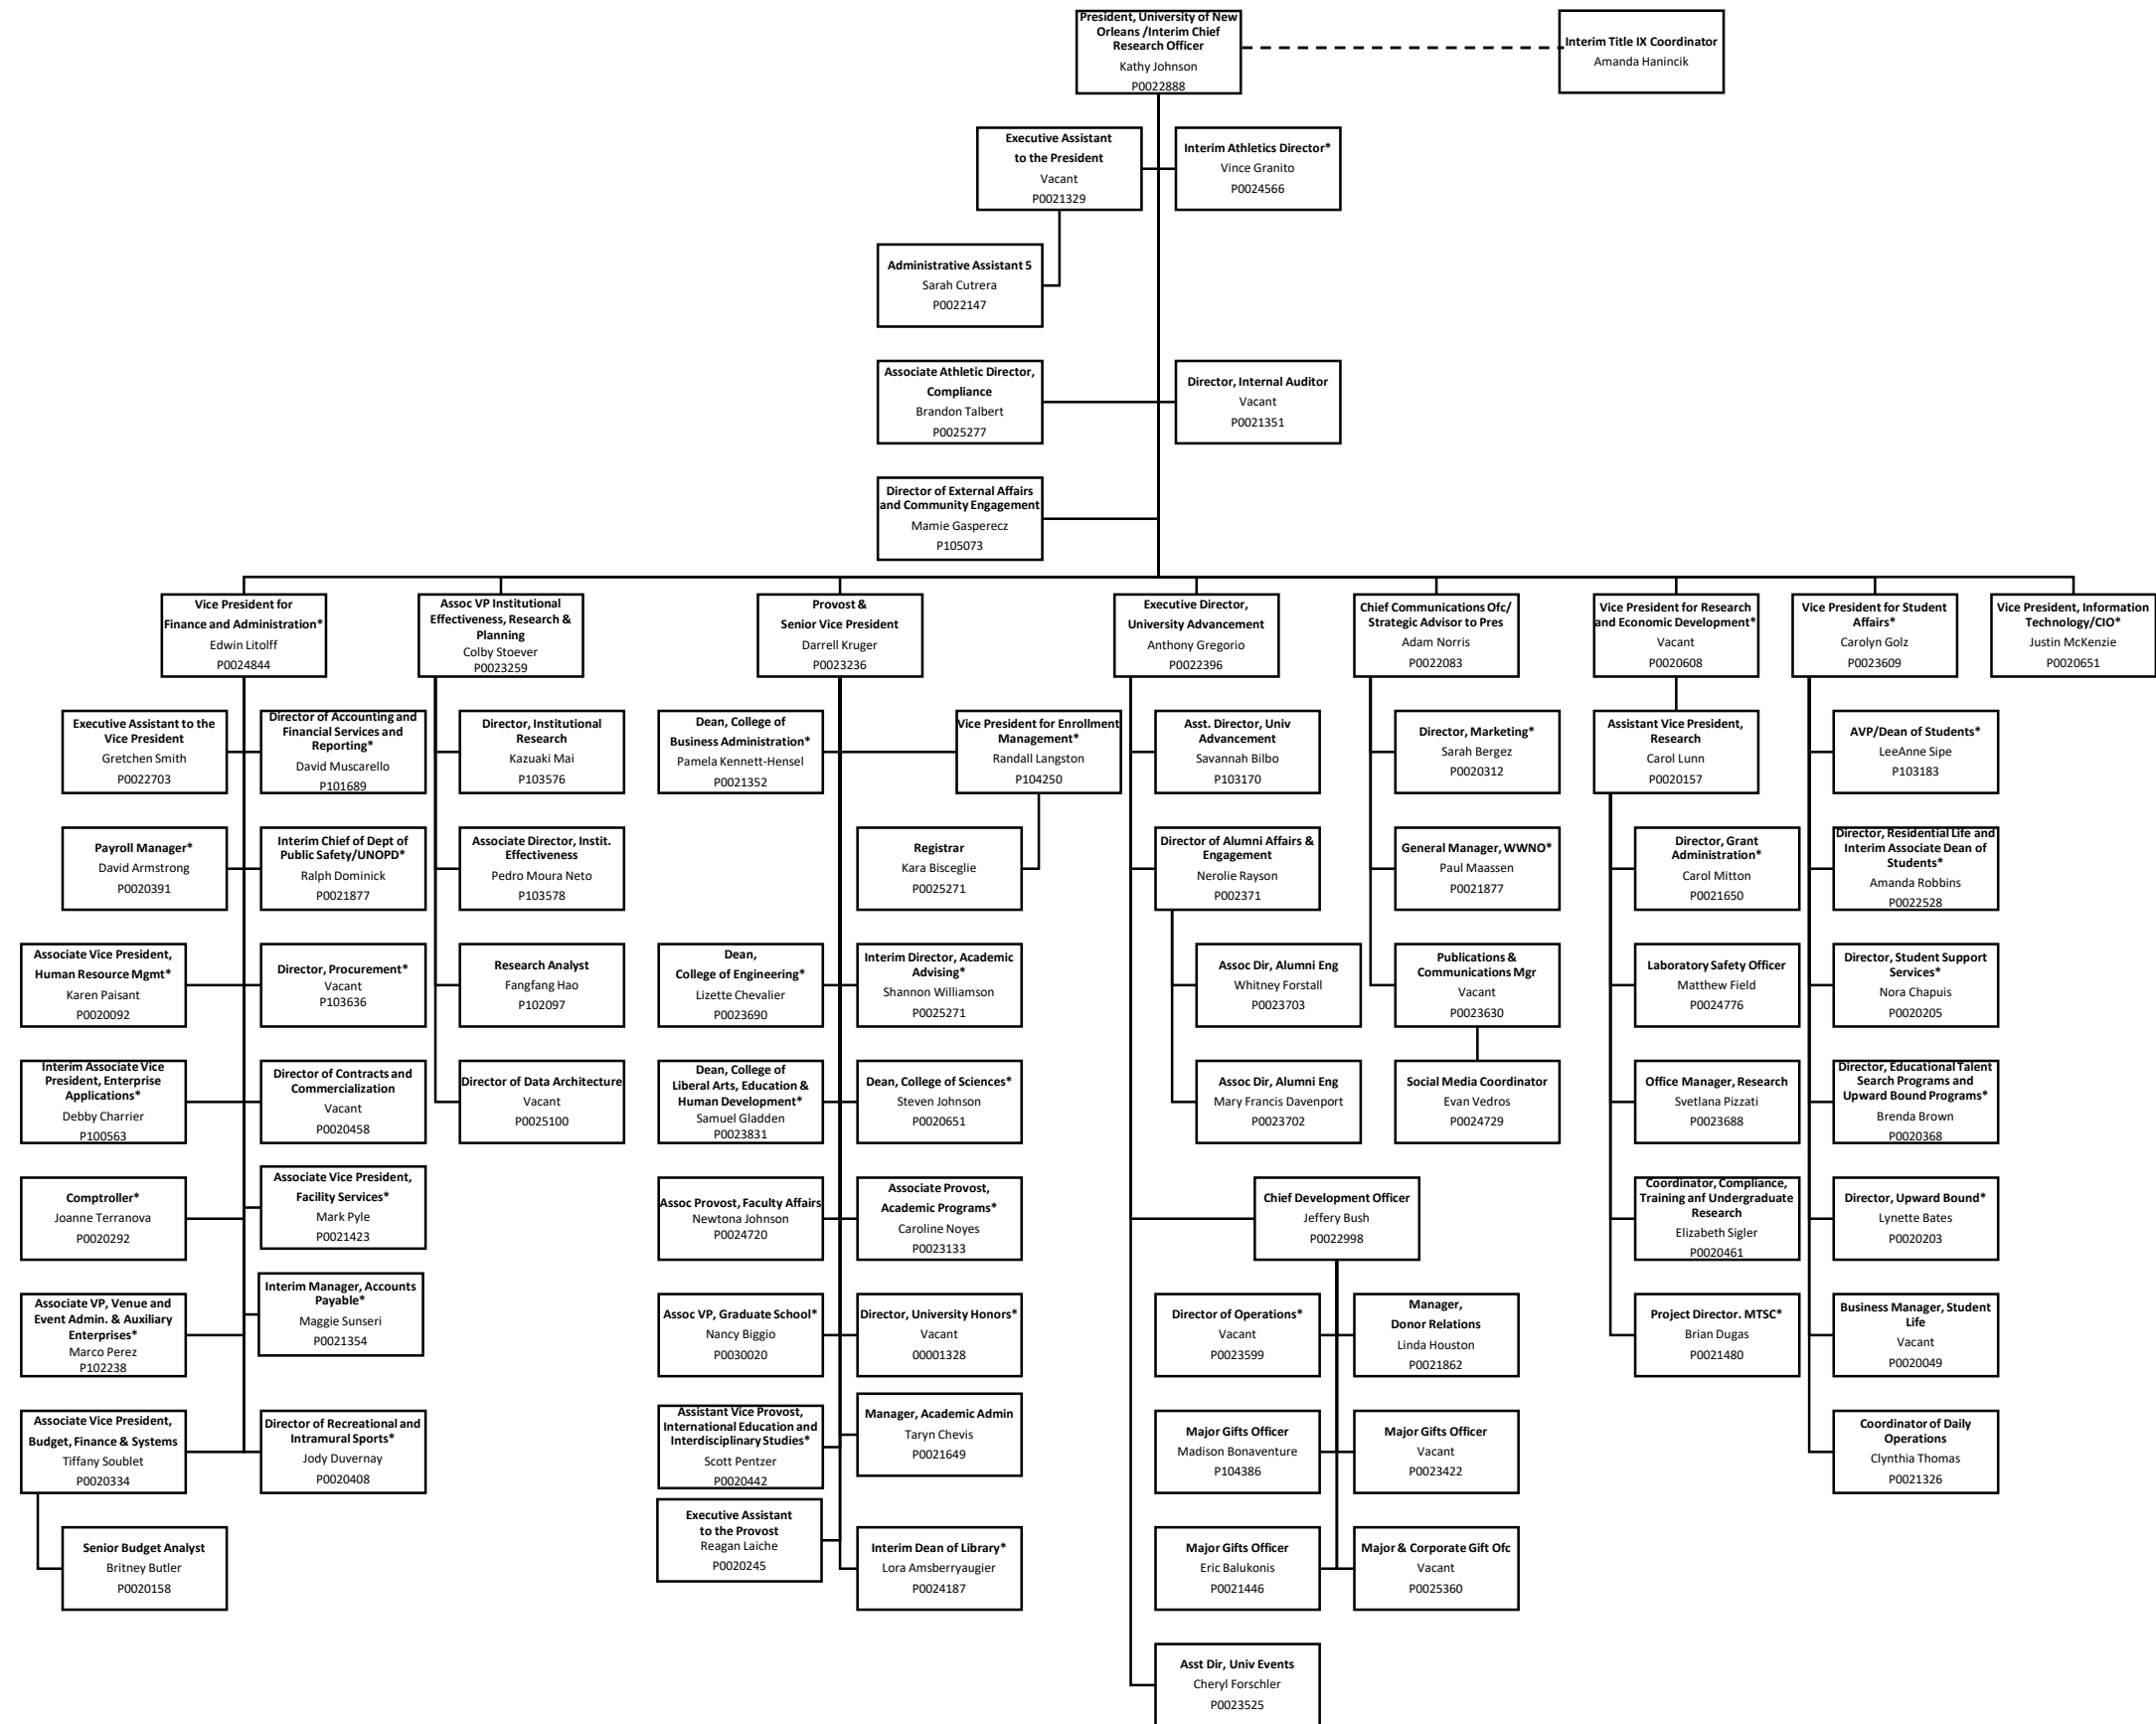 President, University of New
Orleans /Interim Chief
Research Officer
Kathy Johnson
P0022888
Interim Title IX Coordinator
Amanda Hanincik
Executive Assistant
to the President
Vacant
P0021329
Interim Athletics Director*
Vince Granito
P0024566
Administrative Assistant 5
Sarah Cutrera
P0022147
Associate Athletic Director,
Compliance
Brandon Talbert
P0025277
Director, Internal Auditor
Vacant
P0021351
Director of External Affairs
and Community Engagement
Mamie Gasperecz
P105073
Vice President for
Finance and Administration*
Edwin Litolff
P0024844
Assoc VP Institutional
Effectiveness, Research &
Planning
Colby Stoever
P0023259
Provost &
Senior Vice President
Darrell Kruger
P0023236
Executive Director,
University Advancement
Anthony Gregorio
P0022396
Chief Communications Ofc/
Strategic Advisor to Pres
Adam Norris
P0022083
Vice President for Research
and Economic Development*
Vacant
P0020608
Vice President for Student
Affairs*
Carolyn Golz
P0023609
Vice President, Information
Technology/CIO*
Justin McKenzie
P0020651
Executive Assistant to the
Vice President
Gretchen Smith
P0022703
Director of Accounting and
Financial Services and
Reporting*
David Muscarello
P101689
Director, Institutional
Research
Kazuaki Mai
P103576
Dean, College of
Business Administration*
Pamela Kennett-Hensel
P0021352
Vice President for Enrollment
Management*
Randall Langston
P104250
Asst. Director, Univ
Advancement
Savannah Bilbo
P103170
Director, Marketing*
Sarah Bergez
P0020312
Assistant Vice President,
Research
Carol Lunn
P0020157
AVP/Dean of Students*
LeeAnne Sipe
P103183
Payroll Manager*
David Armstrong
P0020391
Interim Chief of Dept of
Public Safety/UNOPD*
Ralph Dominick
P0021877
Associate Director, Instit.
Effectiveness
Pedro Moura Neto
P103578
Registrar
Kara Bisceglie
P0025271
Director of Alumni Affairs &
Engagement
Nerolie Rayson
P002371
General Manager, WWNO*
Paul Maassen
P0021877
Director, Grant
Administration*
Carol Mitton
P0021650
Director, Residential Life and
Interim Associate Dean of
Students*
Amanda Robbins
P0022528
Associate Vice President,
Human Resource Mgmt*
Karen Paisant
P0020092
Director, Procurement*
Vacant
P103636
Research Analyst
Fangfang Hao
P102097
Dean,
College of Engineering*
Lizette Chevalier
P0023690
Interim Director, Academic
Advising*
Shannon Williamson
P0025271
Assoc Dir, Alumni Eng
Whitney Forstall
P0023703
Publications &
Communications Mgr
Vacant
P0023630
Laboratory Safety Officer
Matthew Field
P0024776
Director, Student Support
Services*
Nora Chapuis
P0020205
Interim Associate Vice
President, Enterprise
Applications*
Debby Charrier
P100563
Director of Contracts and
Commercialization
Vacant
P0020458
Director of Data Architecture
Vacant
P0025100
Dean, College of
Liberal Arts, Education &
Human Development*
Samuel Gladden
P0023831
Dean, College of Sciences*
Steven Johnson
P0020651
Assoc Dir, Alumni Eng
Mary Francis Davenport
P0023702
Social Media Coordinator
Evan Vedros
P0024729
Office Manager, Research
Svetlana Pizzati
P0023688
Director, Educational Talent
Search Programs and
Upward Bound Programs*
Brenda Brown
P0020368
Comptroller*
Joanne Terranova
P0020292
Associate Vice President,
Facility Services*
Mark Pyle
P0021423
Assoc Provost, Faculty Affairs
Newtona Johnson
P0024720
Associate Provost,
Academic Programs*
Caroline Noyes
P0023133
Chief Development Officer
Jeffery Bush
P0022998
Coordinator, Compliance,
Training anf Undergraduate
Research
Elizabeth Sigler
P0020461
Director, Upward Bound*
Lynette Bates
P0020203
Associate VP, Venue and
Event Admin. & Auxiliary
Enterprises*
Marco Perez
P102238
Interim Manager, Accounts
Payable*
Maggie Sunseri
P0021354
Assoc VP, Graduate School*
Nancy Biggio
P0030020
Director, University Honors*
Vacant
00001328
Director of Operations*
Vacant
P0023599
Manager,
Donor Relations
Linda Houston
P0021862
Project Director. MTSC*
Brian Dugas
P0021480
Business Manager, Student
Life
Vacant
P0020049
Associate Vice President,
Budget, Finance & Systems
Tiffany Soublet
P0020334
Director of Recreational and
Intramural Sports*
Jody Duvernay
P0020408
Assistant Vice Provost,
International Education and
Interdisciplinary Studies*
Scott Pentzer
P0020442
Manager, Academic Admin
Taryn Chevis
P0021649
Major Gifts Officer
Madison Bonaventure
P104386
Major Gifts Officer
Vacant
P0023422
Coordinator of Daily
Operations
Clynthia Thomas
P0021326
Senior Budget Analyst
Britney Butler
P0020158
Executive Assistant
to the Provost
Reagan Laiche
P0020245
Interim Dean of Library*
Lora Amsberryaugier
P0024187
Major Gifts Officer
Eric Balukonis
P0021446
Major & Corporate Gift Ofc
Vacant
P0025360
Asst Dir, Univ Events
Cheryl Forschler
P0023525